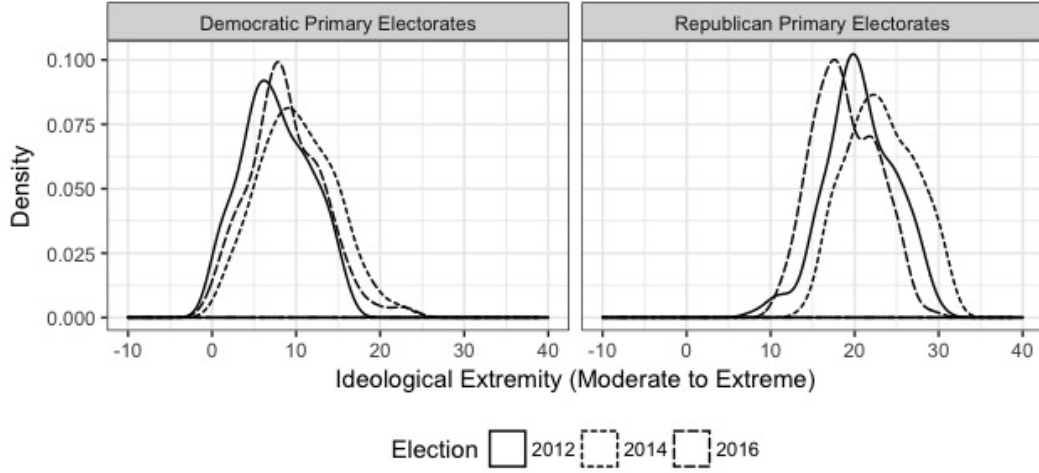 Democratic Primary Electorates
Republican Primary Electorates
Density
0.100
0.075
0.050
0.025
0.000
-10 0 10 20 30 40
-10 0 10 20 30 40
Ideological Extremity (Moderate to Extreme)
Election 2012 2014 2016